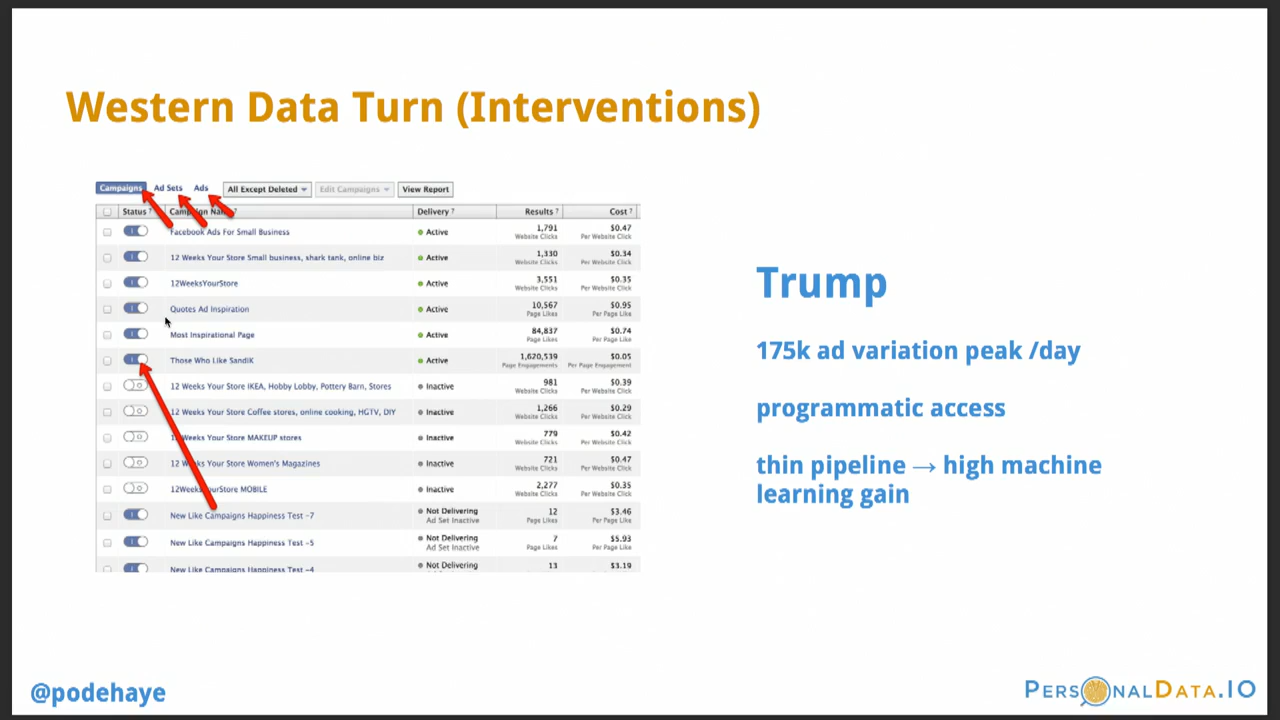 Western Data Turn (Interventions)
Campaigns Ad Sets Ads All Except Deleted Edit Campaigns View Report
Status ? Campaign Name ? Delivery ? Results ? Cost ?
Facebook Ads For Small Business Active 1,791 $0.47
Website Clicks Per Website Click
12 Weeks Your Store Small business, shark tank, online biz Active 1,330 $0.34
Website Clicks Per Website Click
12WeeksYourStore Active 3,551 $0.35
Website Clicks Per Website Click
Quotes Ad Inspiration Active 10,567 $0.95
Page Likes Per Page Like
Most Inspirational Page Active 84,837 $0.74
Page Likes Per Page Like
Those Who Like SandiK Active 1,620,539 $0.05
Page Engagements Per Page Engagement
12 Weeks Your Store IKEA, Hobby Lobby, Pottery Barn, Stores Inactive 981 $0.39
Website Clicks Per Website Click
12 Weeks Your Store Coffee stores, online cooking, HGTV, DIY Inactive 1,266 $0.29
Website Clicks Per Website Click
12 Weeks Your Store MAKEUP stores Inactive 779 $0.42
Website Clicks Per Website Click
12 Weeks Your Store Women's Magazines Inactive 721 $0.47
Website Clicks Per Website Click
12WeeksYourStore MOBILE Inactive 2,277 $0.35
Website Clicks Per Website Click
New Like Campaigns Happiness Test -7 Not Delivering 12 $3.46
Ad Set Inactive Page Likes Per Page Like
New Like Campaigns Happiness Test -5 Not Delivering 7 $5.93
Ad Set Inactive Page Likes Per Page Like
New Like Campaigns Happiness Test -4 Not Delivering 13 $3.19
Trump
175k ad variation peak /day
programmatic access
thin pipeline → high machine
learning gain
@podehaye
PERSONALDATA.IO